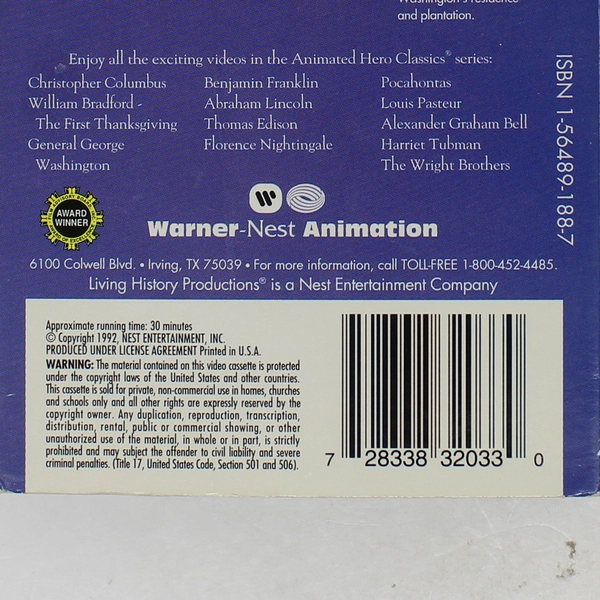 and plantation.
Enjoy all the exciting videos in the Animated Hero Classics® series:
Christopher Columbus
William Bradford -
The First Thanksgiving
General George
Washington
Benjamin Franklin
Abraham Lincoln
Thomas Edison
Florence Nightingale
Pocahontas
Louis Pasteur
Alexander Graham Bell
Harriet Tubman
The Wright Brothers
ISBN 1-56489-188-7
AWARD
WINNER
Warner-Nest Animation
6100 Colwell Blvd. • Irving, TX 75039 • For more information, call TOLL-FREE 1-800-452-4485.
Living History Productions® is a Nest Entertainment Company
Approximate running time: 30 minutes
© Copyright 1992, NEST ENTERTAINMENT, INC.
PRODUCED UNDER LICENSE AGREEMENT Printed in U.S.A.
WARNING: The material contained on this video cassette is protected
under the copyright laws of the United States and other countries.
This cassette is sold for private, non-commercial use in homes, churches
and schools only and all other rights are expressly reserved by the
copyright owner. Any duplication, reproduction, transcription,
distribution, rental, public or commercial showing, or other
unauthorized use of the material, in whole or in part, is strictly
prohibited and may subject the offender to civil liability and severe
criminal penalties. (Title 17, United States Code, Section 501 and 506).
7 28338 32033 0